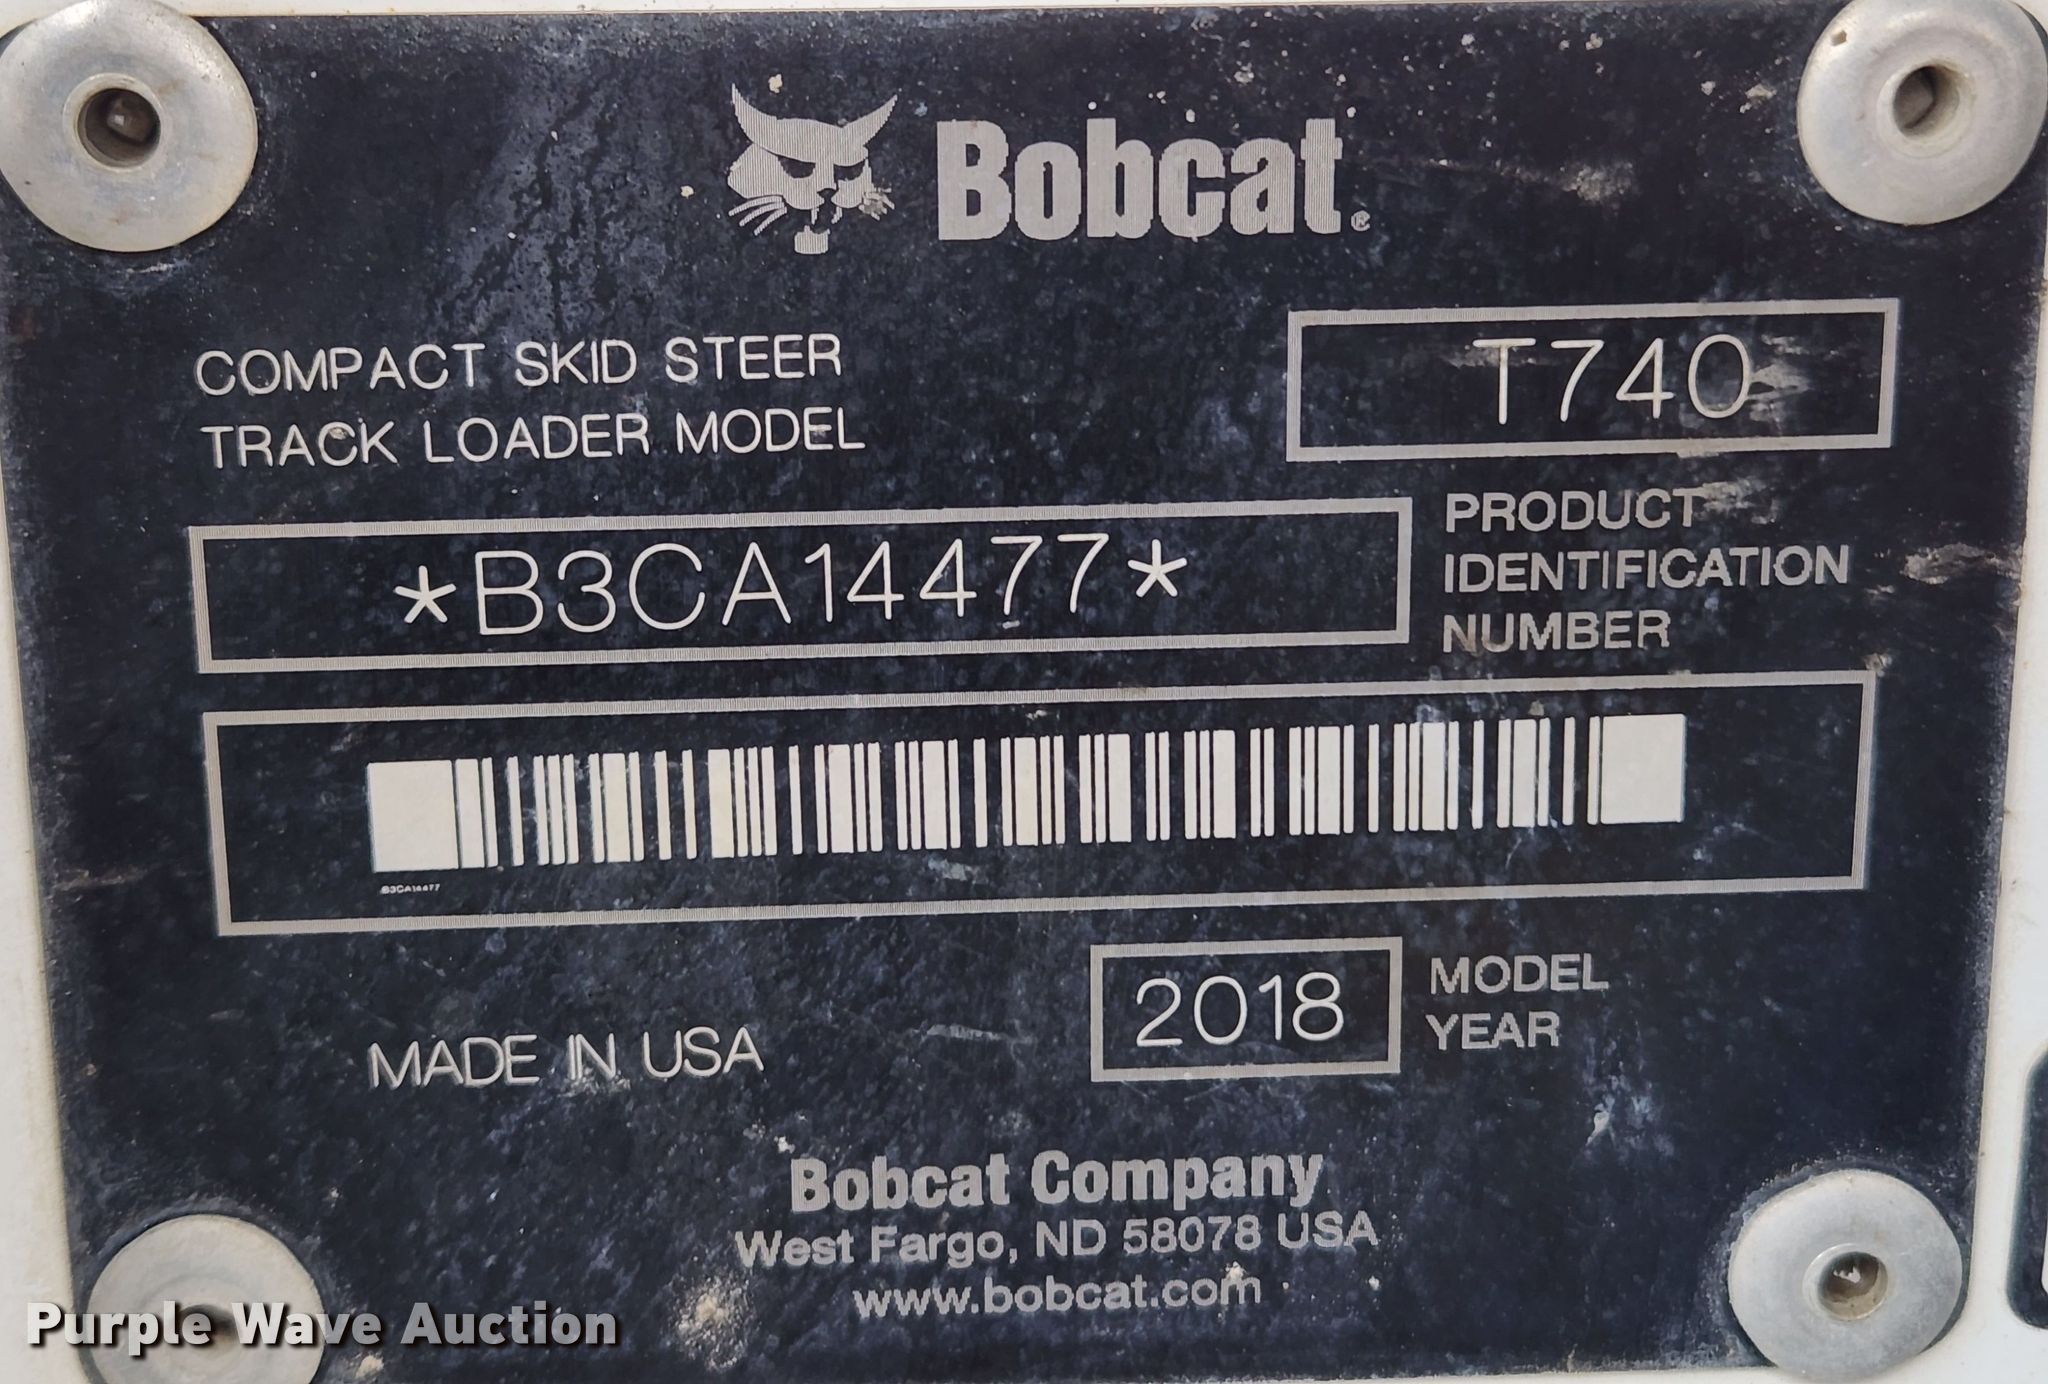 Bobcat®
COMPACT SKID STEER
TRACK LOADER MODEL
T740
*B3CA14477*
PRODUCT
IDENTIFICATION
NUMBER
B3CA14477
2018
MODEL
YEAR
MADE IN USA
Bobcat Company
West Fargo, ND 58078 USA
www.bobcat.com
Purple Wave Auction